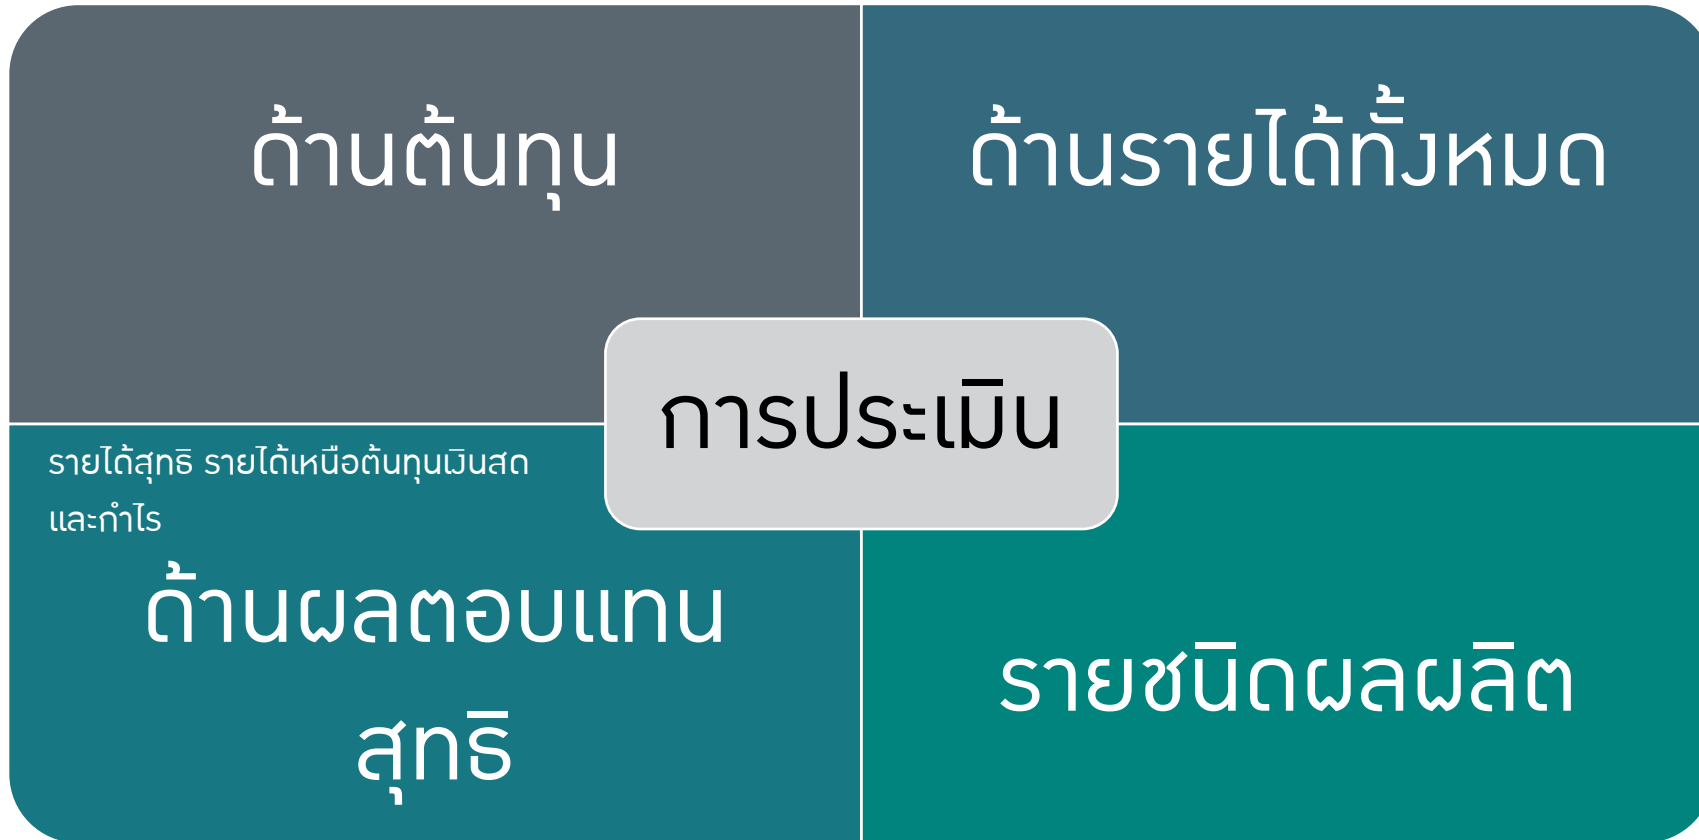 ด้านต้นทุน
ด้านรายได้ทั้งหมด
การประเมิน
รายได้สุทธิ รายได้เหนือต้นทุนเงินสด
และกำไร
ด้านผลตอบแทน
สุทธิ
รายชนิดผลผลิต